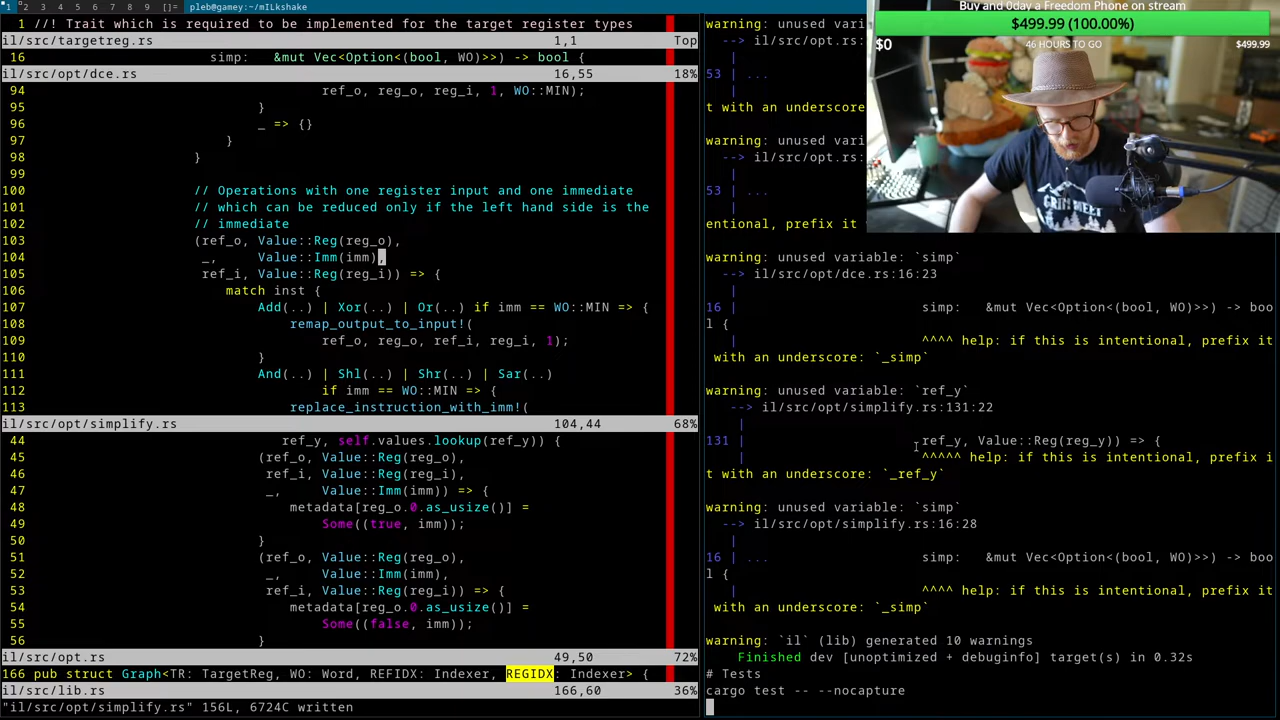 1 2 3 4 5 6 7 8 9 []= pleb@gamey:~/mILkshake
1 //! Trait which is required to be implemented for the target register types
il/src/targetreg.rs 1,1 Top
16 simp: &mut Vec<Option<(bool, WO)>>) -> bool {
il/src/opt/dce.rs 16,55 18%
94 ref_o, reg_o, reg_i, 1, WO::MIN);
95 }
96 _ => {}
97 }
98 }
99
100 // Operations with one register input and one immediate
101 // which can be reduced only if the left hand side is the
102 // immediate
103 (ref_o, Value::Reg(reg_o),
104 _, Value::Imm(imm),
105 ref_i, Value::Reg(reg_i)) => {
106 match inst {
107 Add(..) | Xor(..) | Or(..) if imm == WO::MIN => {
108 remap_output_to_input!(
109 ref_o, reg_o, ref_i, reg_i, 1);
110 }
111 And(..) | Shl(..) | Shr(..) | Sar(..)
112 if imm == WO::MIN => {
113 replace_instruction_with_imm!(
il/src/opt/simplify.rs 104,44 68%
44 ref_y, self.values.lookup(ref_y)) {
45 (ref_o, Value::Reg(reg_o),
46 ref_i, Value::Reg(reg_i),
47 _, Value::Imm(imm)) => {
48 metadata[reg_o.0.as_usize()] =
49 Some((true, imm));
50 }
51 (ref_o, Value::Reg(reg_o),
52 _, Value::Imm(imm),
53 ref_i, Value::Reg(reg_i)) => {
54 metadata[reg_o.0.as_usize()] =
55 Some((false, imm));
56 }
il/src/opt.rs 49,50 72%
166 pub struct Graph<TR: TargetReg, WO: Word, REFIDX: Indexer, REGIDX: Indexer> {
il/src/lib.rs 166,60 36%
"il/src/opt/simplify.rs" 156L, 6724C written
warning: unused vari
--> il/src/opt.rs:
|
53 | ...
|
t with an underscore
warning: unused vari
--> il/src/opt.rs:
|
53 | ...
|
entional, prefix it
warning: unused variable: `simp`
--> il/src/opt/dce.rs:16:23
|
16 | simp: &mut Vec<Option<(bool, WO)>>) -> boo
l {
| ^^^^ help: if this is intentional, prefix it
with an underscore: `_simp`
warning: unused variable: `ref_y`
--> il/src/opt/simplify.rs:131:22
|
131 | ref_y, Value::Reg(reg_y)) => {
| ^^^^^ help: if this is intentional, prefix i
t with an underscore: `_ref_y`
warning: unused variable: `simp`
--> il/src/opt/simplify.rs:16:28
|
16 | ... simp: &mut Vec<Option<(bool, WO)>>) -> boo
l {
| ^^^^ help: if this is intentional, prefix it
with an underscore: `_simp`
warning: `il` (lib) generated 10 warnings
Finished dev [unoptimized + debuginfo] target(s) in 0.32s
# Tests
cargo test -- --nocapture
Buy and 0day a Freedom Phone on stream
$499.99 (100.00%)
$0 46 HOURS TO GO $499.99